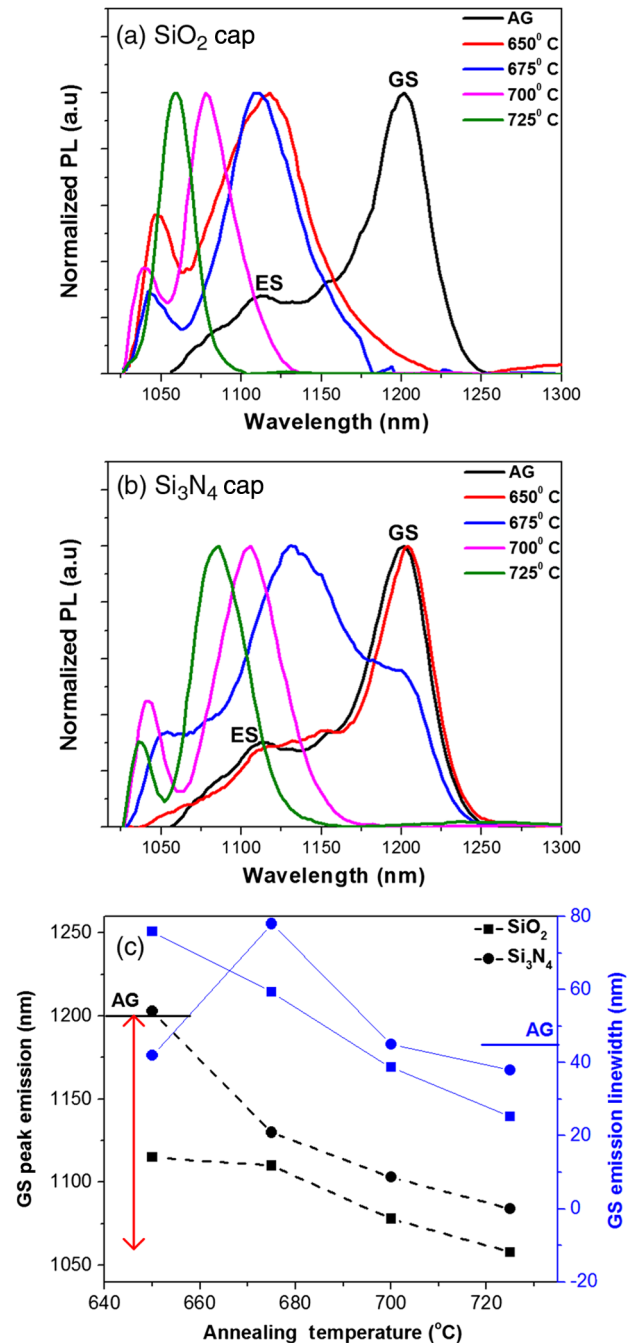 (a) SiO2 cap
AG
650⁰ C
675⁰ C
700⁰ C
725⁰ C
GS
ES
Normalized PL (a.u)
1050 1100 1150 1200 1250 1300
Wavelength (nm)
(b) Si3N4 cap
AG
650⁰ C
675⁰ C
700⁰ C
725⁰ C
GS
ES
Normalized PL (a.u)
1050 1100 1150 1200 1250 1300
Wavelength (nm)
(c)
SiO2
Si3N4
AG
AG
GS peak emission (nm)
1250
1200
1150
1100
1050
GS emission linewidth (nm)
80
60
40
20
0
-20
640 660 680 700 720
Annealing temperature (°C)